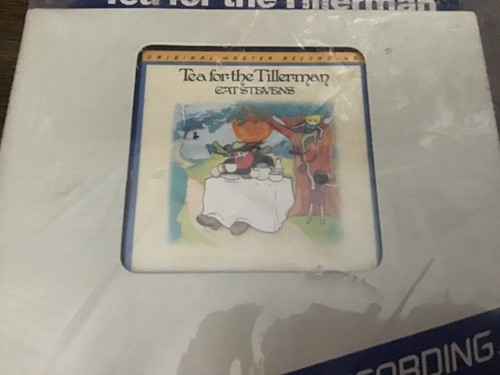 Tea for the Tillerman
ORIGINAL MASTER RECORDING
Tea for the Tillerman
CAT STEVENS
CORDING